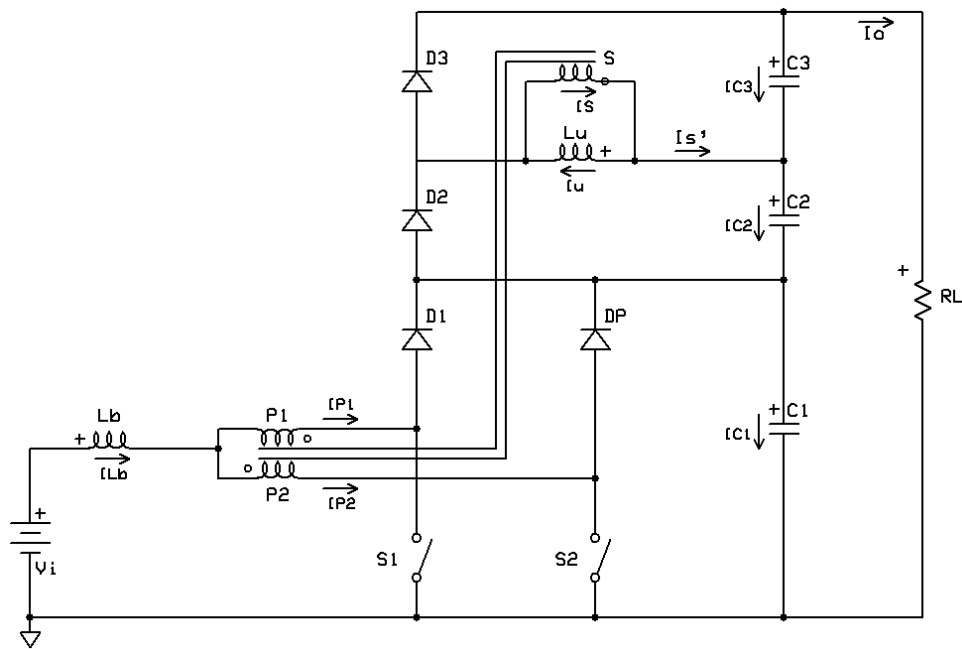 Io
D3
S
+ C3
IC3
IS
Lu
+
Is'
Iu
D2
+ C2
IC2
+
RL
D1
DP
Lb
P1
IP1
+ C1
IC1
+
ILb
P2
IP2
+
S1
S2
Vi